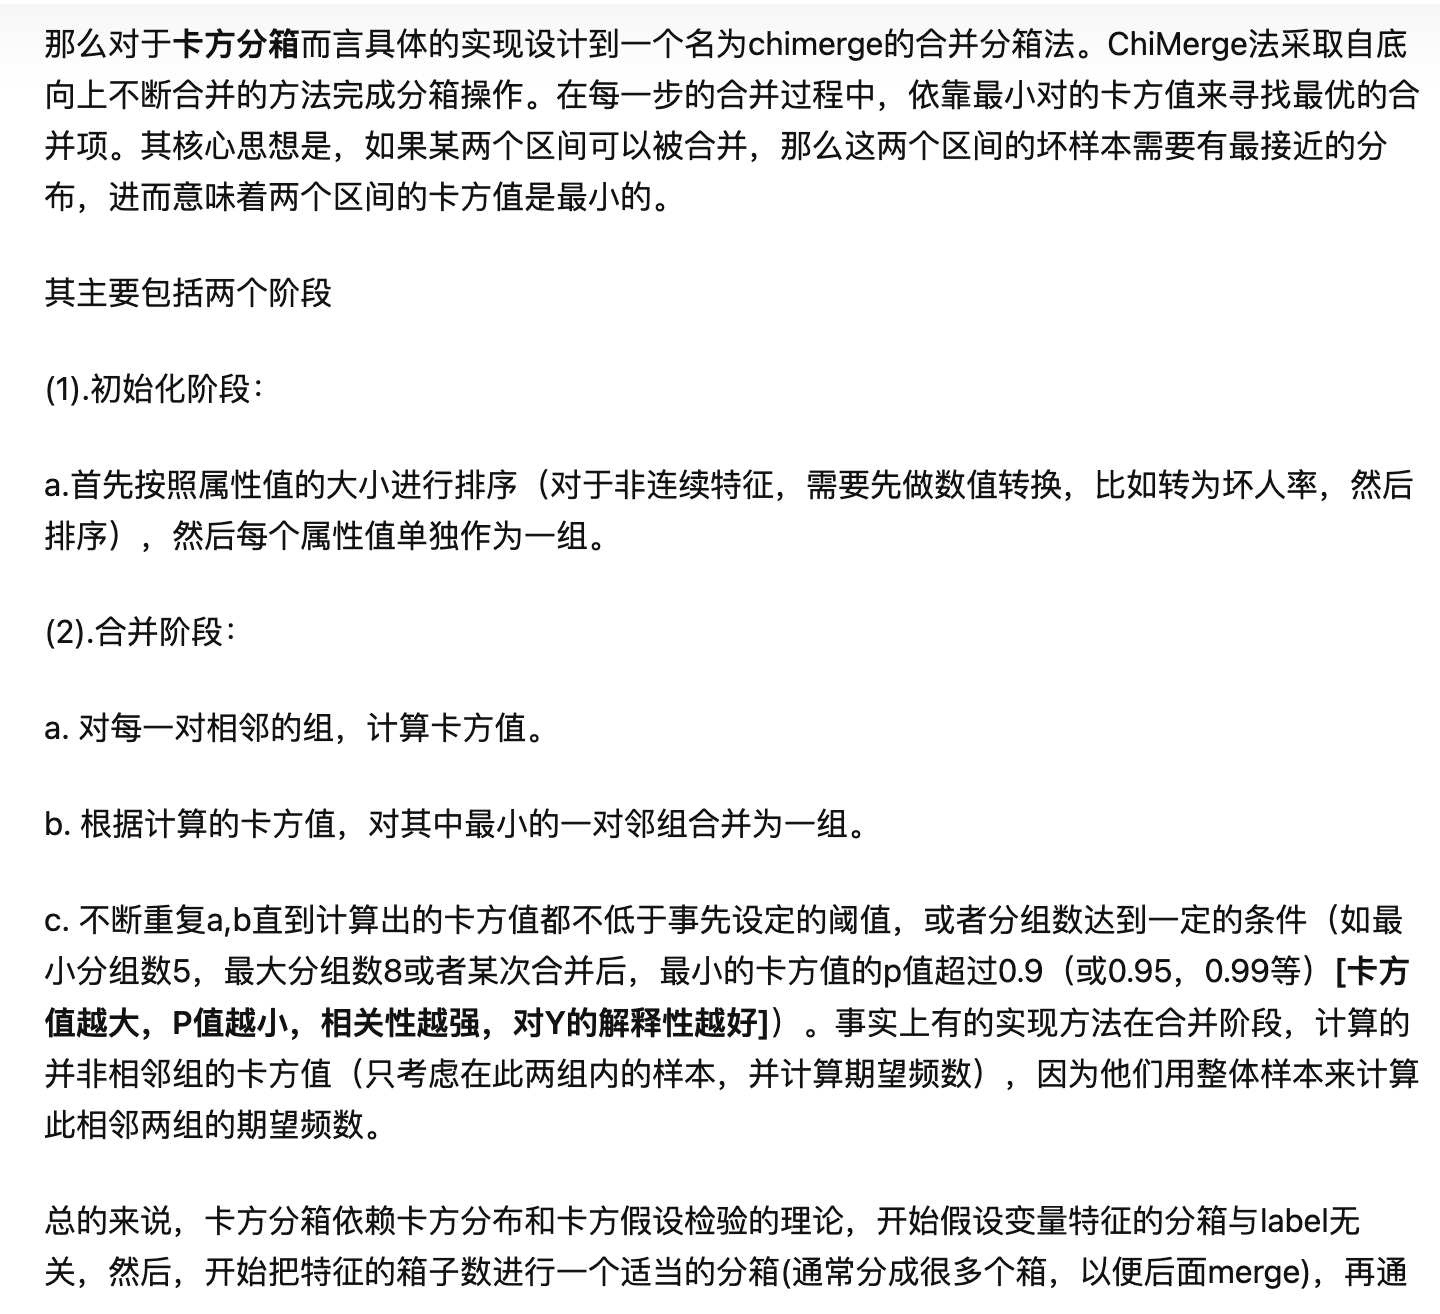 那么对于卡方分箱而言具体的实现设计到一个名为chimerge的合并分箱法。ChiMerge法采取自底
向上不断合并的方法完成分箱操作。在每一步的合并过程中，依靠最小对的卡方值来寻找最优的合
并项。其核心思想是，如果某两个区间可以被合并，那么这两个区间的坏样本需要有最接近的分
布，进而意味着两个区间的卡方值是最小的。
其主要包括两个阶段
(1).初始化阶段：
a.首先按照属性值的大小进行排序（对于非连续特征，需要先做数值转换，比如转为坏人率，然后
排序），然后每个属性值单独作为一组。
(2).合并阶段：
a. 对每一对相邻的组，计算卡方值。
b. 根据计算的卡方值，对其中最小的一对邻组合并为一组。
c. 不断重复a,b直到计算出的卡方值都不低于事先设定的阈值，或者分组数达到一定的条件（如最
小分组数5，最大分组数8或者某次合并后，最小的卡方值的p值超过0.9（或0.95，0.99等）[卡方
值越大，P值越小，相关性越强，对Y的解释性越好]）。事实上有的实现方法在合并阶段，计算的
并非相邻组的卡方值（只考虑在此两组内的样本，并计算期望频数），因为他们用整体样本来计算
此相邻两组的期望频数。
总的来说，卡方分箱依赖卡方分布和卡方假设检验的理论，开始假设变量特征的分箱与label无
关，然后，开始把特征的箱子数进行一个适当的分箱(通常分成很多个箱，以便后面merge)，再通